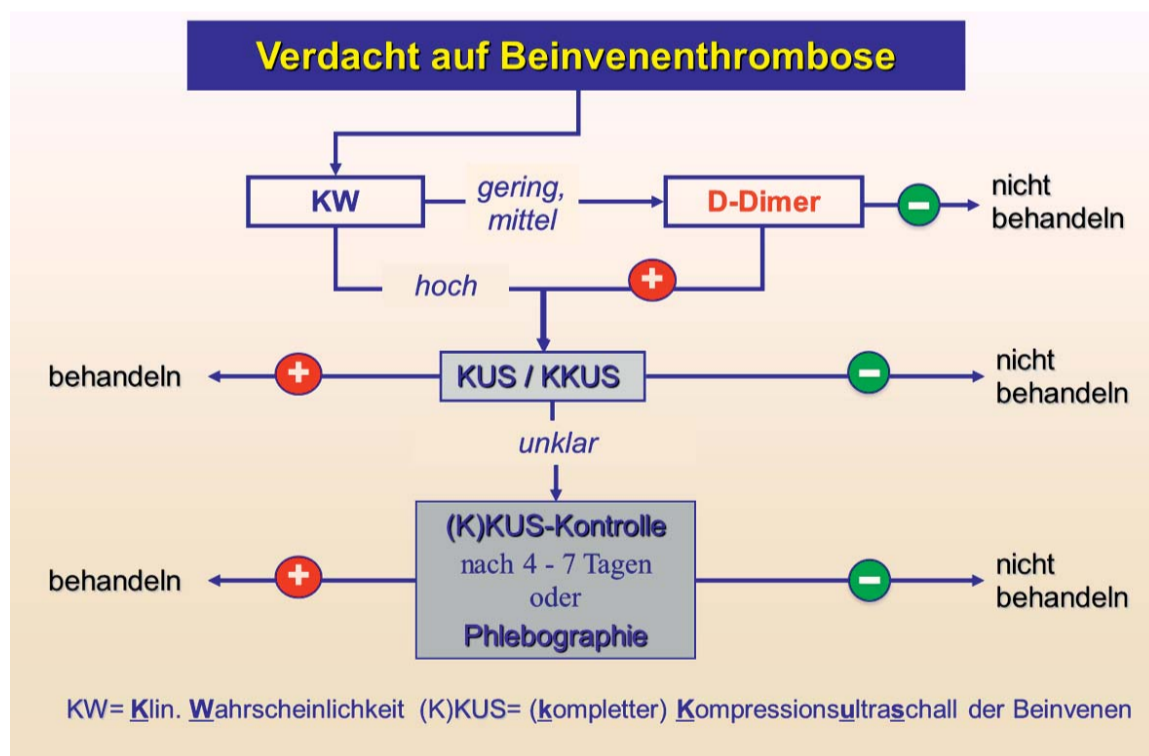 Verdacht auf Beinvenenthrombose
KW
gering,
mittel
D-Dimer
−
nicht
behandeln
hoch
+
behandeln
+
KUS / KKUS
−
nicht
behandeln
unklar
behandeln
+
(K)KUS-Kontrolle
nach 4 - 7 Tagen
oder
Phlebographie
−
nicht
behandeln
KW= Klin. Wahrscheinlichkeit (K)KUS= (kompletter) Kompressionsultraschall der Beinvenen